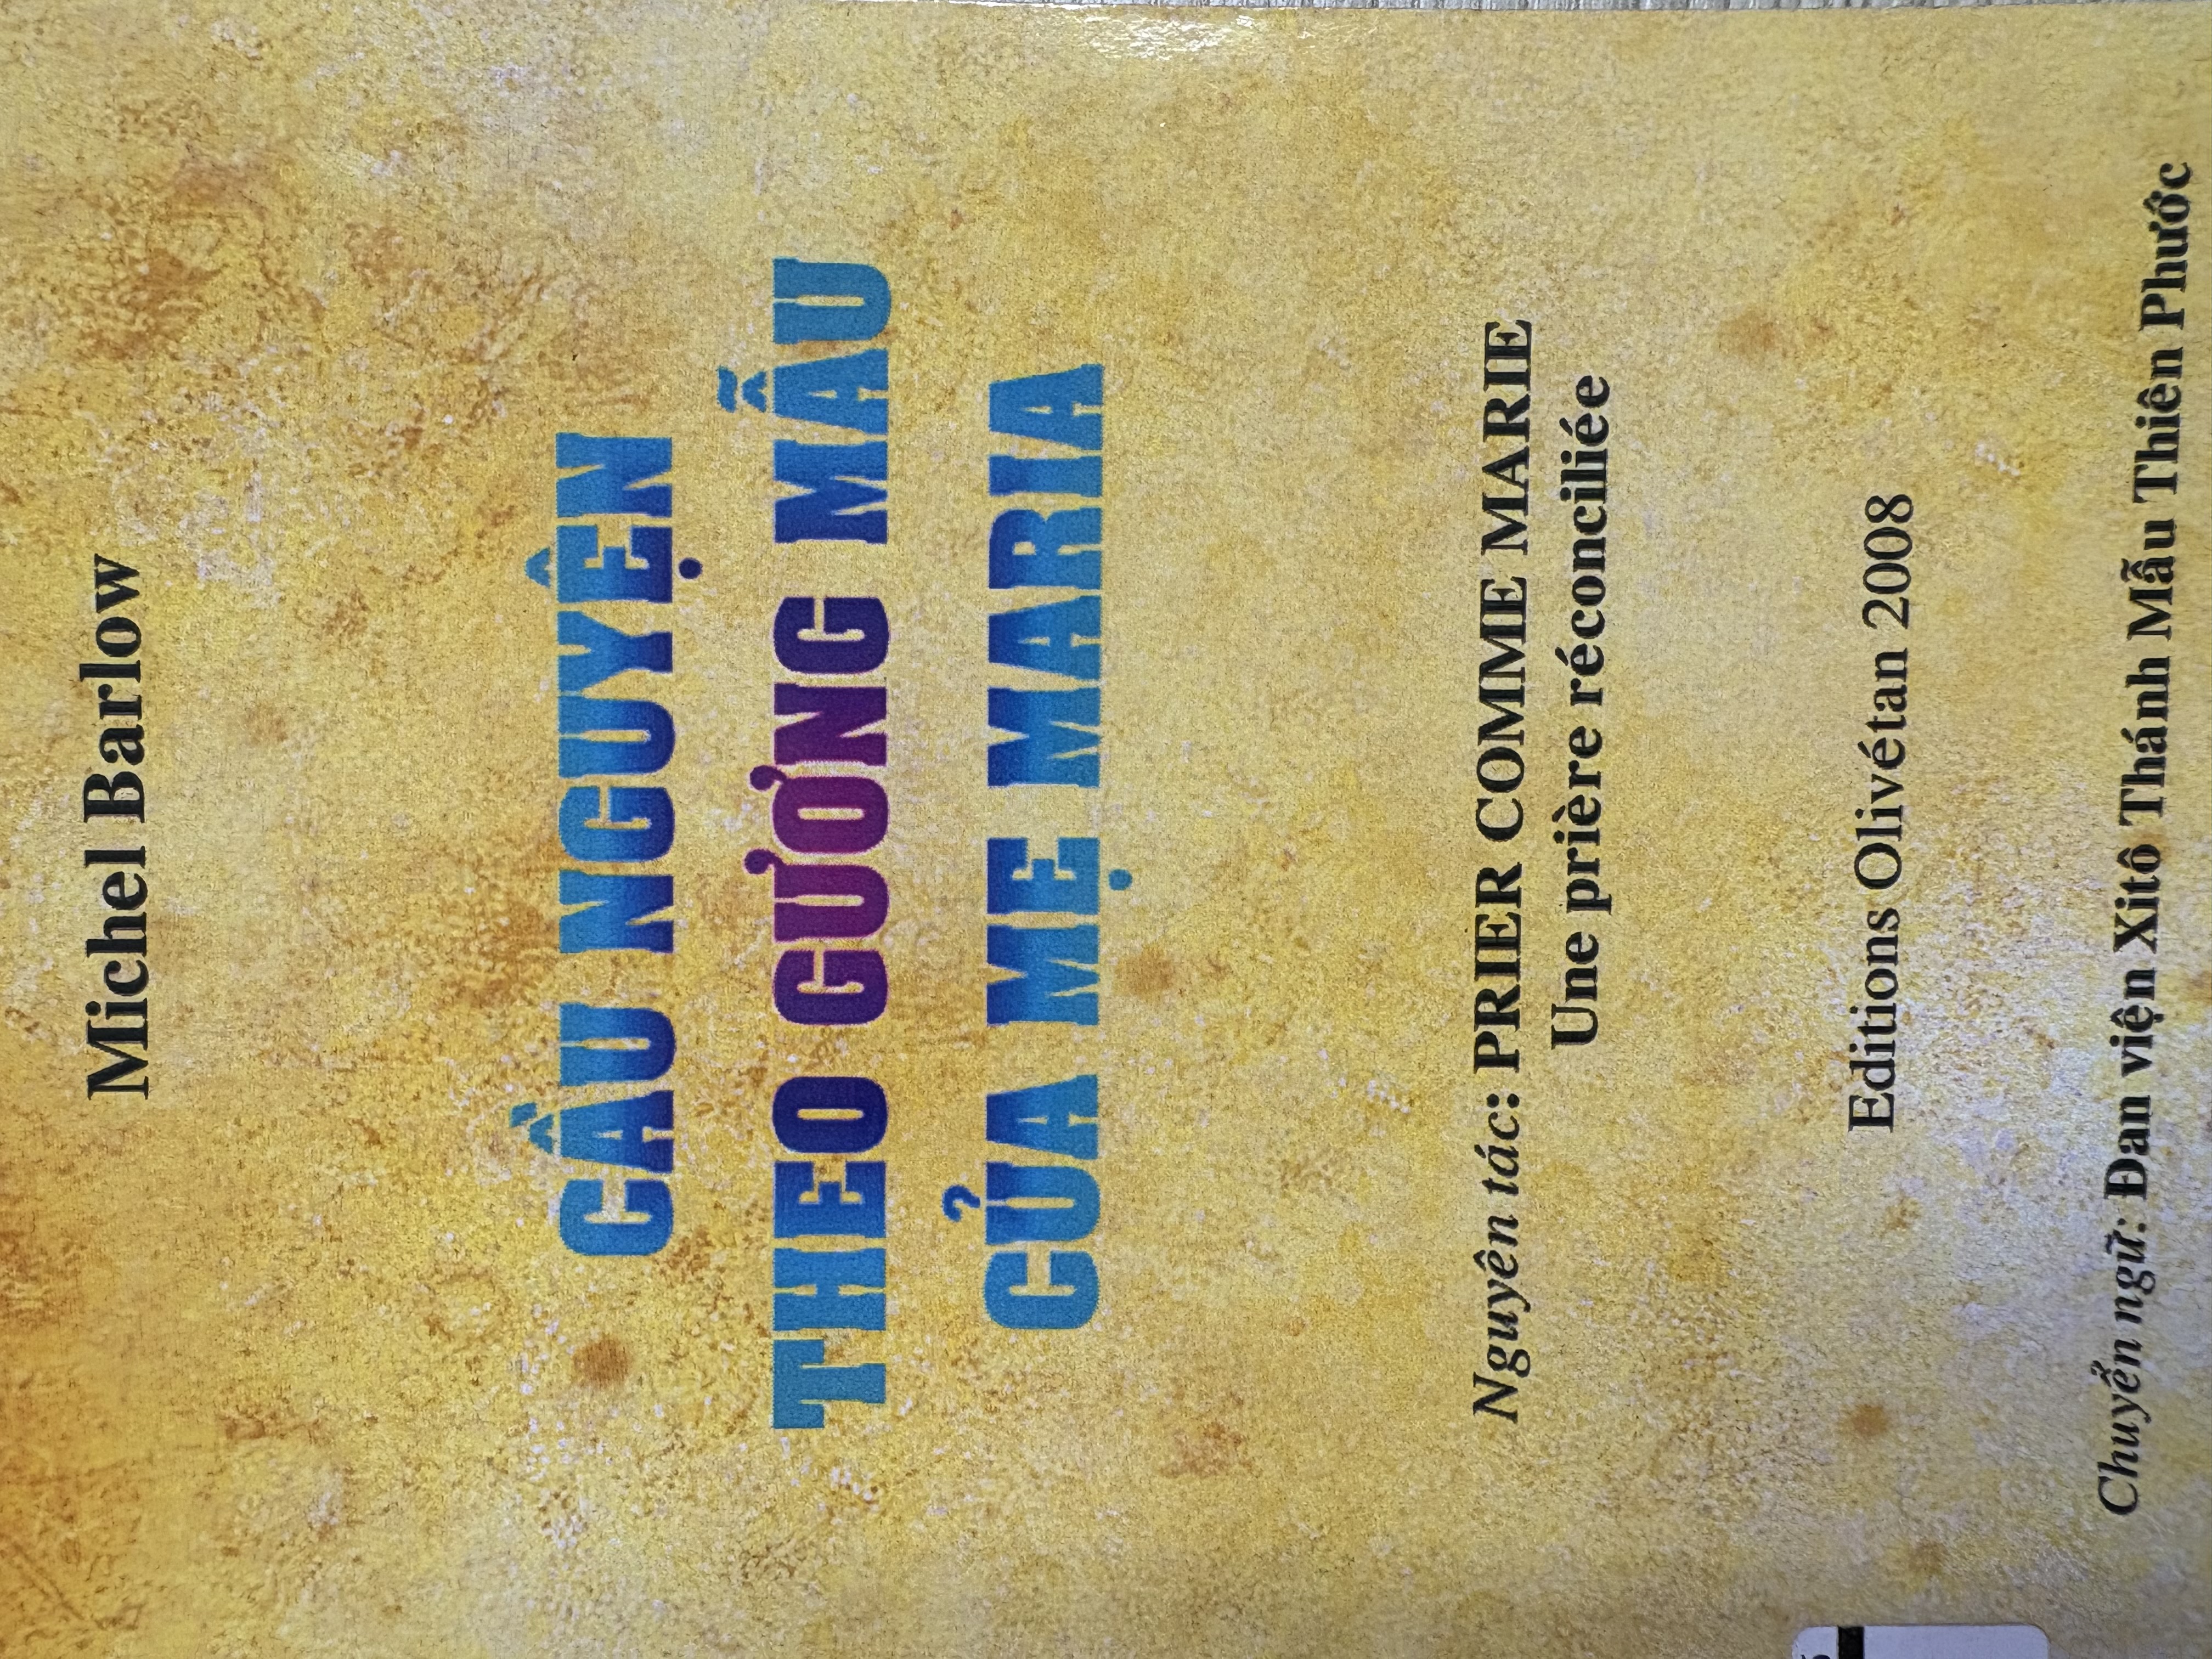 Michel Barlow
CẦU NGUYỆN
THEO GƯƠNG MẪU
CỦA MẸ MARIA
Nguyên tác: PRIER COMME MARIE
Une prière réconciliée
Editions Olivétan 2008
Chuyển ngữ: Đan viện Xitô Thánh Mẫu Thiên Phước